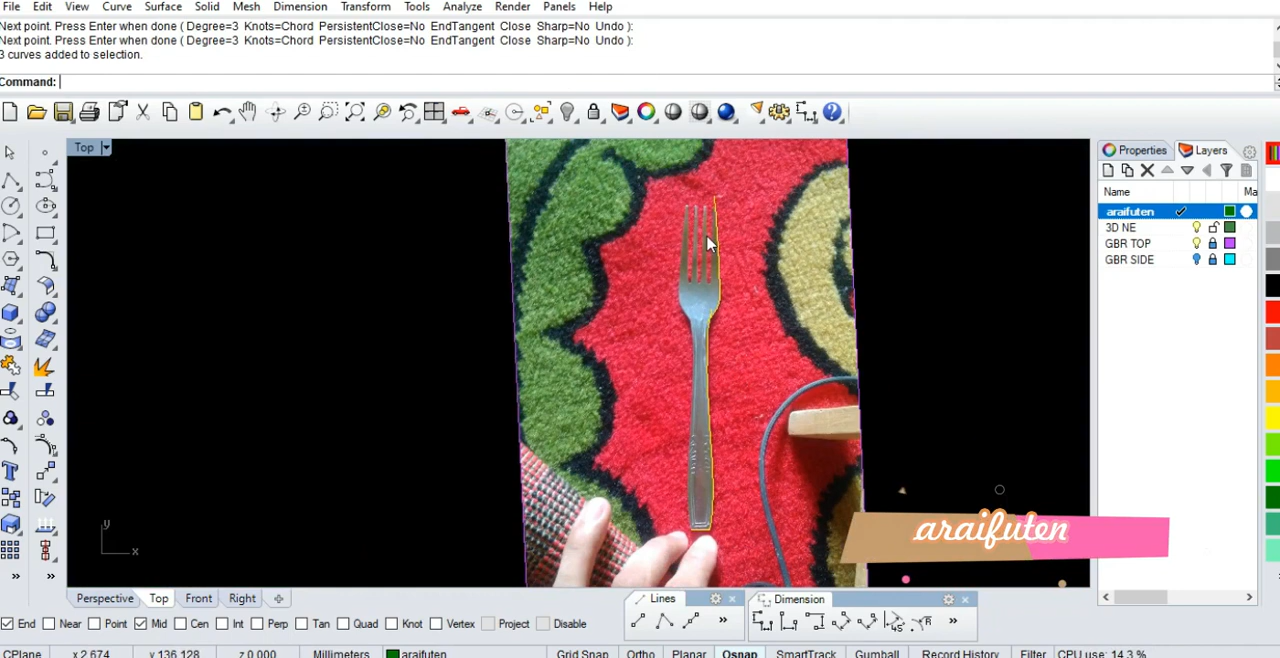 File Edit View Curve Surface Solid Mesh Dimension Transform Tools Analyze Render Panels Help
Next point. Press Enter when done ( Degree=3 Knots=Chord PersistentClose=No EndTangent Close Sharp=No Undo ):
Next point. Press Enter when done ( Degree=3 Knots=Chord PersistentClose=No EndTangent Close Sharp=No Undo ):
3 curves added to selection.
Command:
Top
Properties Layers
Name Ma
araifuten
3D NE
GBR TOP
GBR SIDE
araifuten
y
x
Perspective Top Front Right
Lines
Dimension
End Near Point Mid Cen Int Perp Tan Quad Knot Vertex Project Disable
CPlane x 2.674 y 136.128 z 0.000 Millimeters araifuten Grid Snap Ortho Planar Osnap SmartTrack Gumball Record History Filter CPU use: 14.3 %